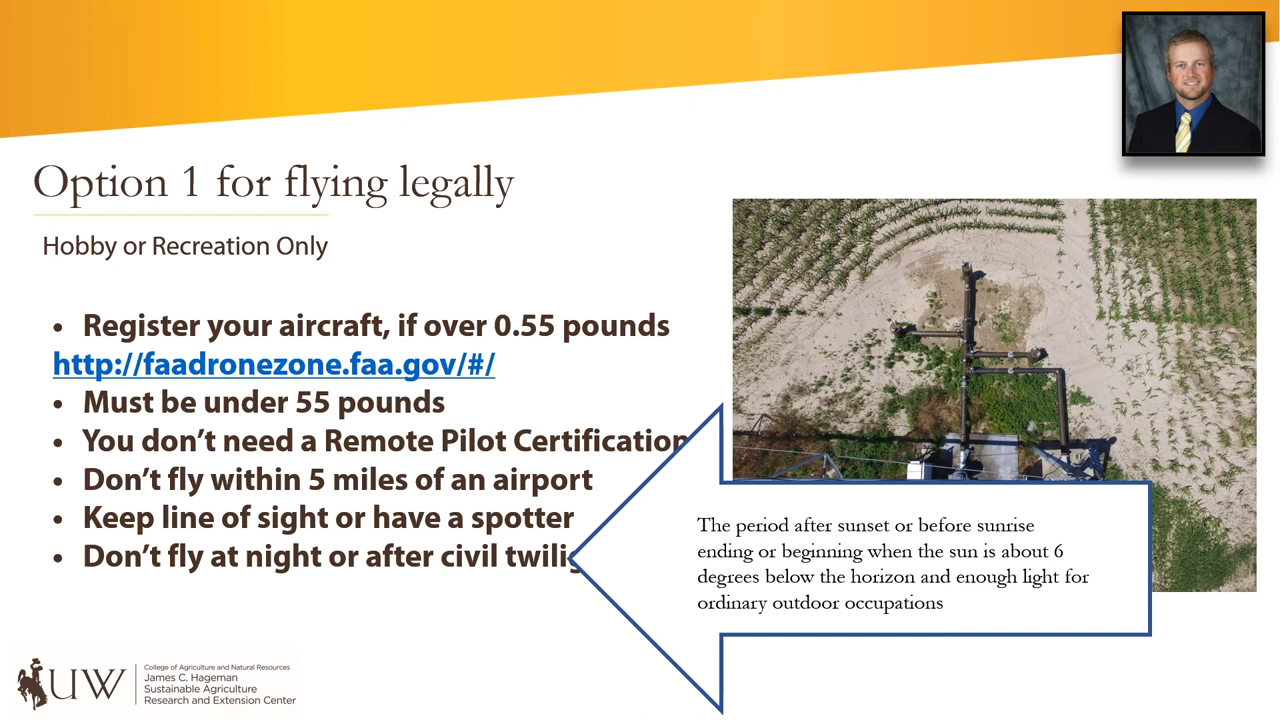 Option 1 for flying legally
Hobby or Recreation Only
• Register your aircraft, if over 0.55 pounds
http://faadronezone.faa.gov/#/
• Must be under 55 pounds
• You don’t need a Remote Pilot Certification
• Don’t fly within 5 miles of an airport
• Keep line of sight or have a spotter
• Don’t fly at night or after civil
The period after sunset or before sunrise
ending or beginning when the sun is about 6
degrees below the horizon and enough light for
ordinary outdoor occupations
UW
College of Agriculture and Natural Resources
James C. Hageman
Sustainable Agriculture
Research and Extension Center